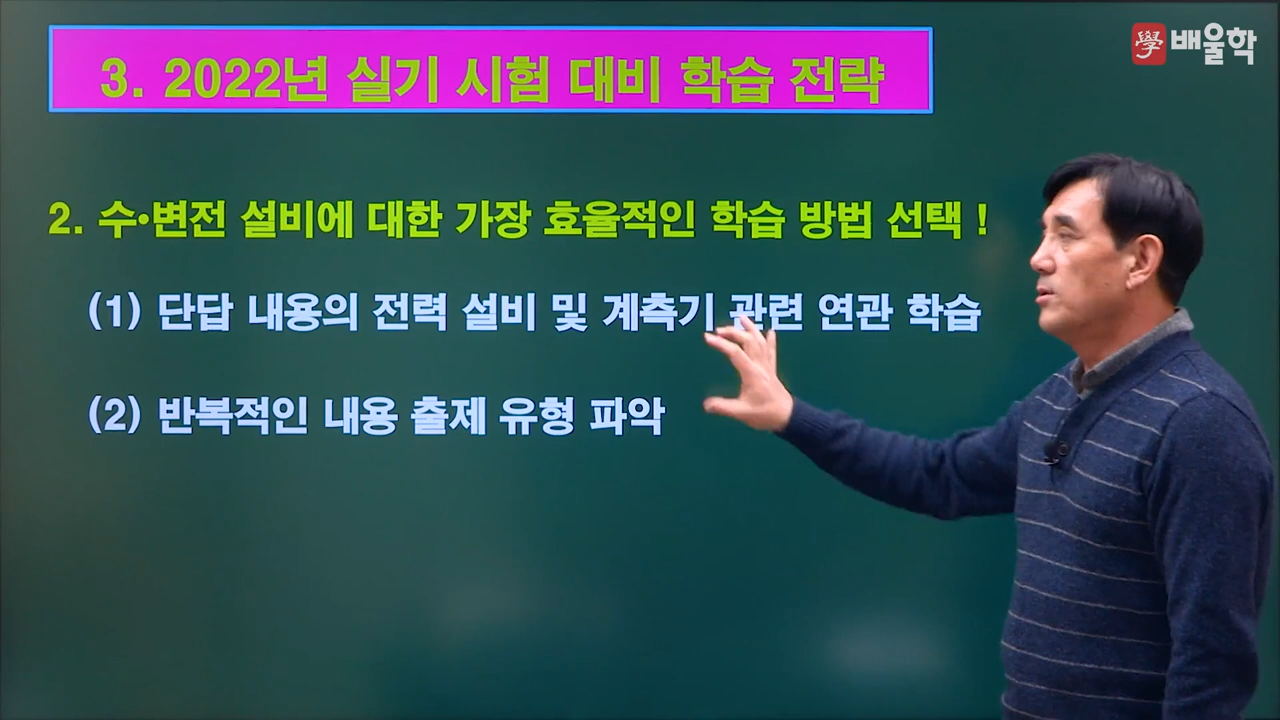 學 배울학
3. 2022년 실기 시험 대비 학습 전략
2. 수•변전 설비에 대한 가장 효율적인 학습 방법 선택 !
(1) 단답 내용의 전력 설비 및 계측기 관련 연관 학습
(2) 반복적인 내용 출제 유형 파악